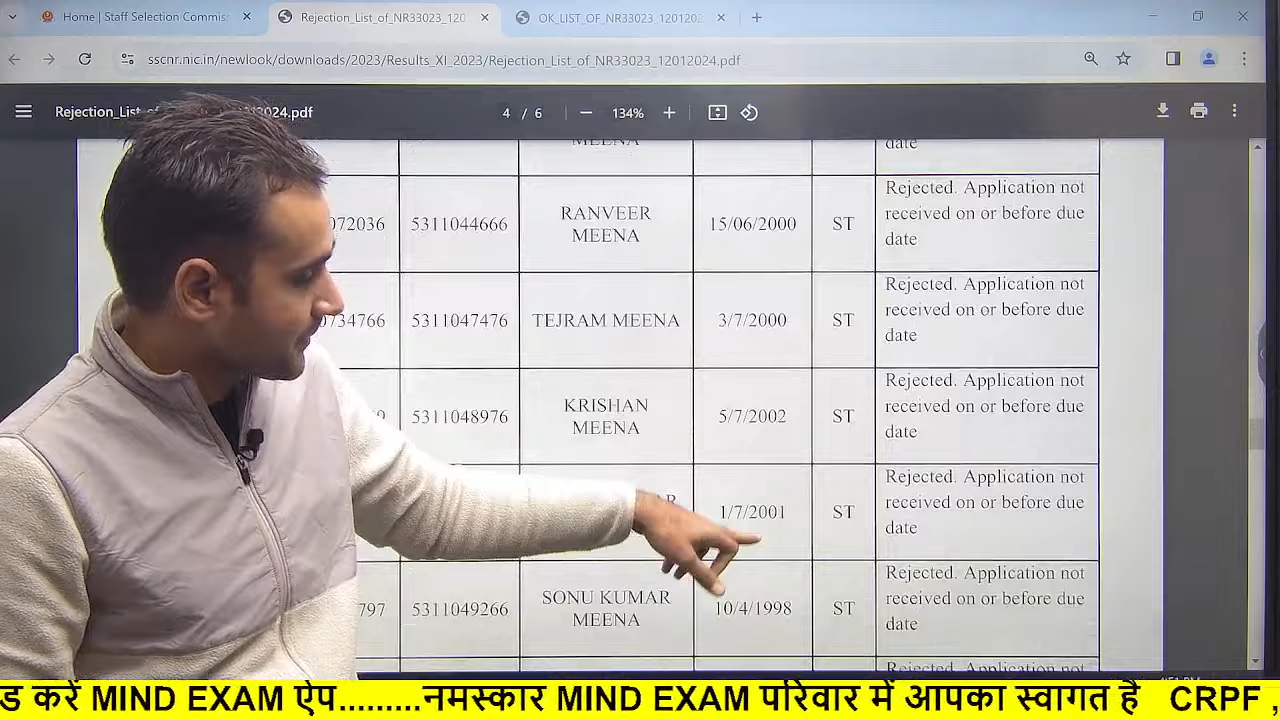 Home | Staff Selection Commis
Rejection_List_of_NR33023_120
OK_LIST_OF_NR33023_120120
sscnr.nic.in/newlook/downloads/2023/Results_XI_2023/Rejection_List_of_NR33023_12012024.pdf
2024.pdf
4 / 6
134%
MEENA
date
072036 5311044666 RANVEER MEENA 15/06/2000 ST Rejected. Application not
received on or before due
date
734766 5311047476 TEJRAM MEENA 3/7/2000 ST Rejected. Application not
received on or before due
date
5311048976 KRISHAN MEENA 5/7/2002 ST Rejected. Application not
received on or before due
date
AR 1/7/2001 ST Rejected. Application not
received on or before due
date
797 5311049266 SONU KUMAR MEENA 10/4/1998 ST Rejected. Application not
received on or before due
date
Rejected. Application not
ड करें MIND EXAM ऐप.........नमस्कार MIND EXAM परिवार में आपका स्वागत है CRPF ,